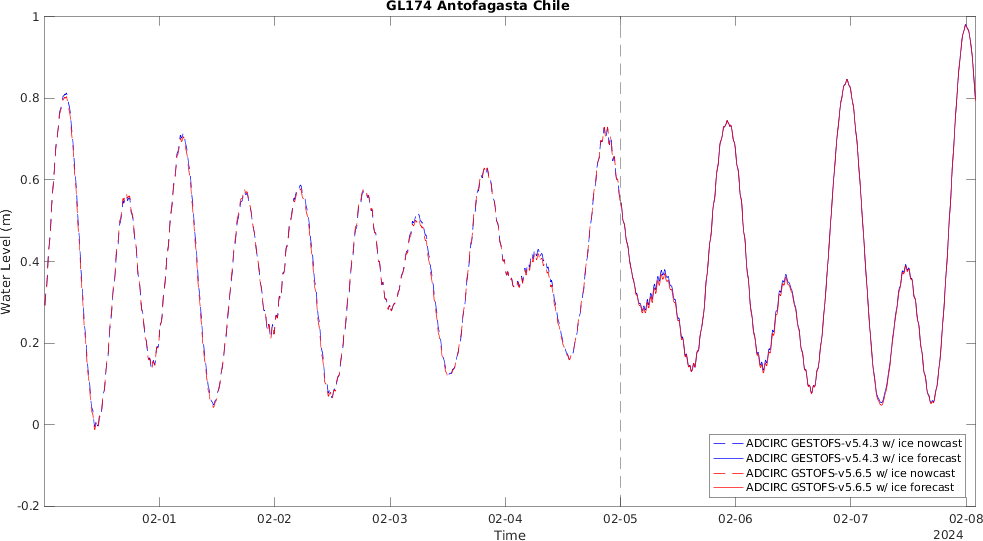 GL174 Antofagasta Chile
1
0.8
0.6
0.4
0.2
0
-0.2
Water Level (m)
ADCIRC GESTOFS-v5.4.3 w/ ice nowcast
ADCIRC GESTOFS-v5.4.3 w/ ice forecast
ADCIRC GSTOFS-v5.6.5 w/ ice nowcast
ADCIRC GSTOFS-v5.6.5 w/ ice forecast
02-01 02-02 02-03 02-04 02-05 02-06 02-07 02-08
Time 2024